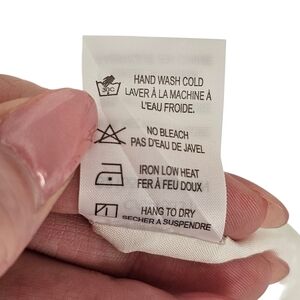 HAND WASH COLD
LAVER À LA MACHINE À
L'EAU FROIDE.
30C
NO BLEACH
PAS D'EAU DE JAVEL
IRON LOW HEAT
FER À FEU DOUX
HANG TO DRY
SECHER A SUSPENDRE